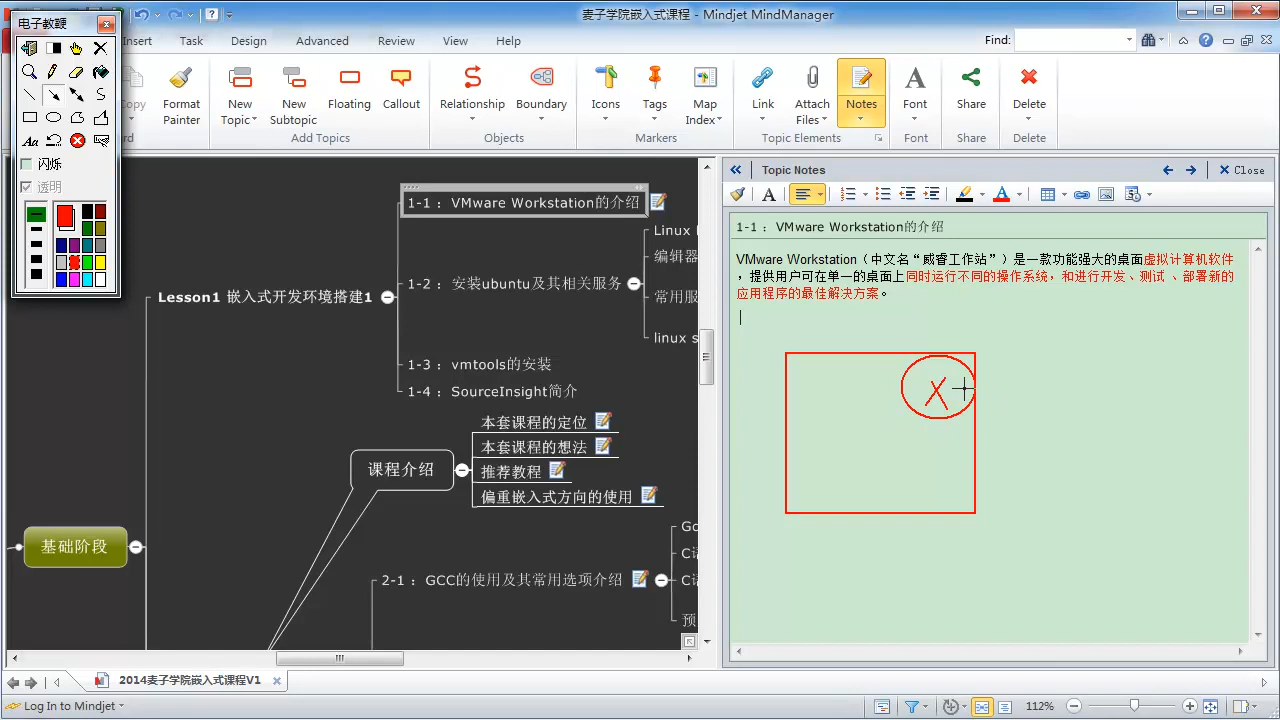 电子教鞭
麦子学院嵌入式课程 - Mindjet MindManager
Insert Task Design Advanced Review View Help
Find:
Copy
Format Painter
New Topic
New Subtopic
Floating
Callout
Relationship
Boundary
Icons
Tags
Map Index
Link
Attach Files
Notes
Font
Share
Delete
Add Topics
Objects
Markers
Topic Elements
Font
Share
Delete
Aa
闪烁
透明
Topic Notes
Close
1-1 : VMware Workstation的介绍
VMware Workstation（中文名“威睿工作站”）是一款功能强大的桌面虚拟计算机软件
，提供用户可在单一的桌面上同时运行不同的操作系统，和进行开发、测试 、部署新的
应用程序的最佳解决方案。
X
Lesson1 嵌入式开发环境搭建1
1-1 : VMware Workstation的介绍
1-2 : 安装ubuntu及其相关服务
Linux
编辑器
常用服
linux s
1-3 : vmtools的安装
1-4 : SourceInsight简介
课程介绍
本套课程的定位
本套课程的想法
推荐教程
偏重嵌入式方向的使用
基础阶段
2-1 : GCC的使用及其常用选项介绍
预
2014麦子学院嵌入式课程V1
Log In to Mindjet
112%